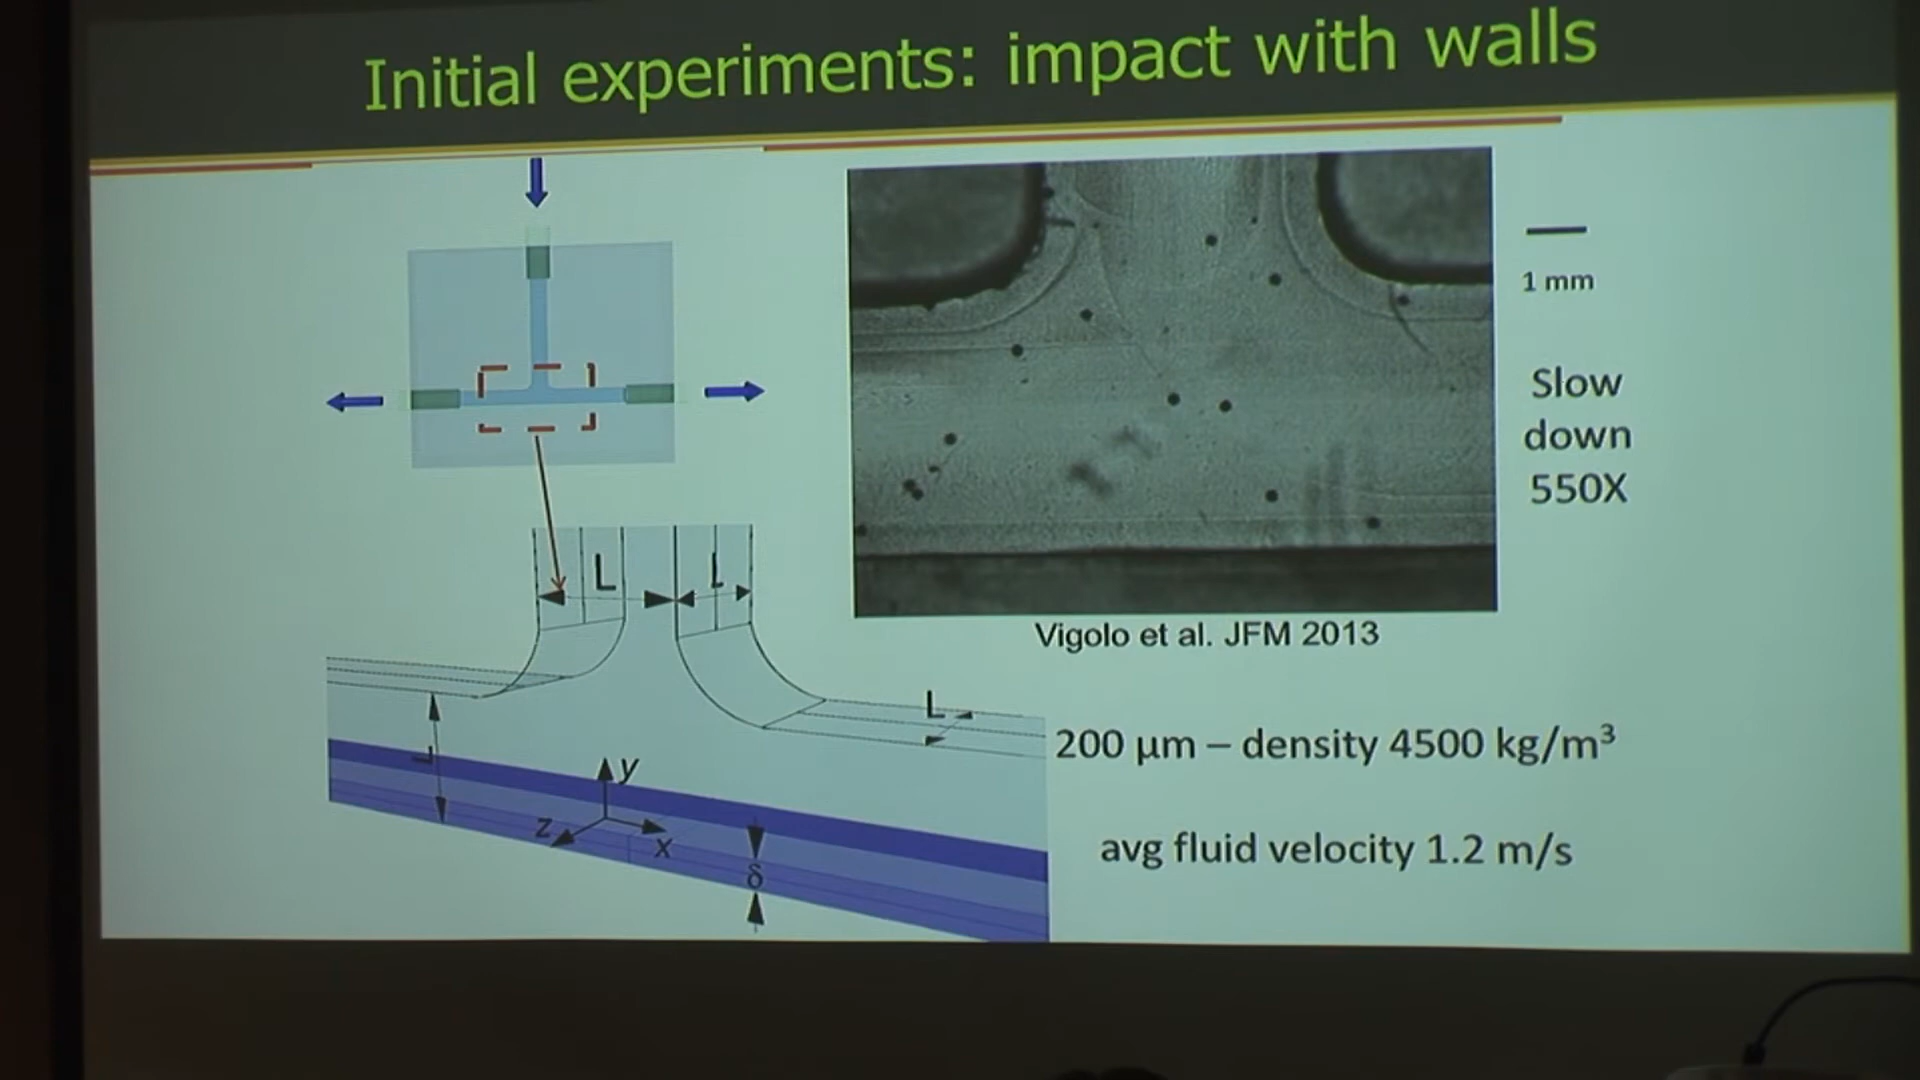 Initial experiments: impact with walls
1 mm
Slow
down
550X
L
L
Vigolo et al. JFM 2013
L
L
200 µm – density 4500 kg/m³
y
z
x
δ
avg fluid velocity 1.2 m/s